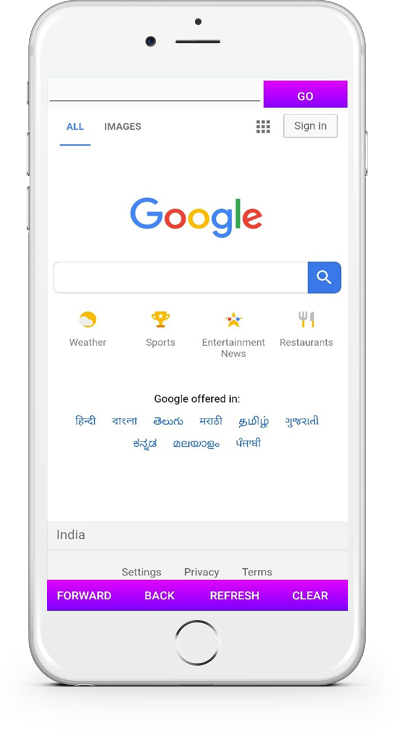 GO
ALL IMAGES Sign in
Google
Weather Sports Entertainment News Restaurants
Google offered in:
हिन्दी বাংলা తెలుగు मराठी தமிழ் ગુજરાતી
ಕನ್ನಡ മലയാളം ਪੰਜਾਬੀ
India
Settings Privacy Terms
FORWARD BACK REFRESH CLEAR